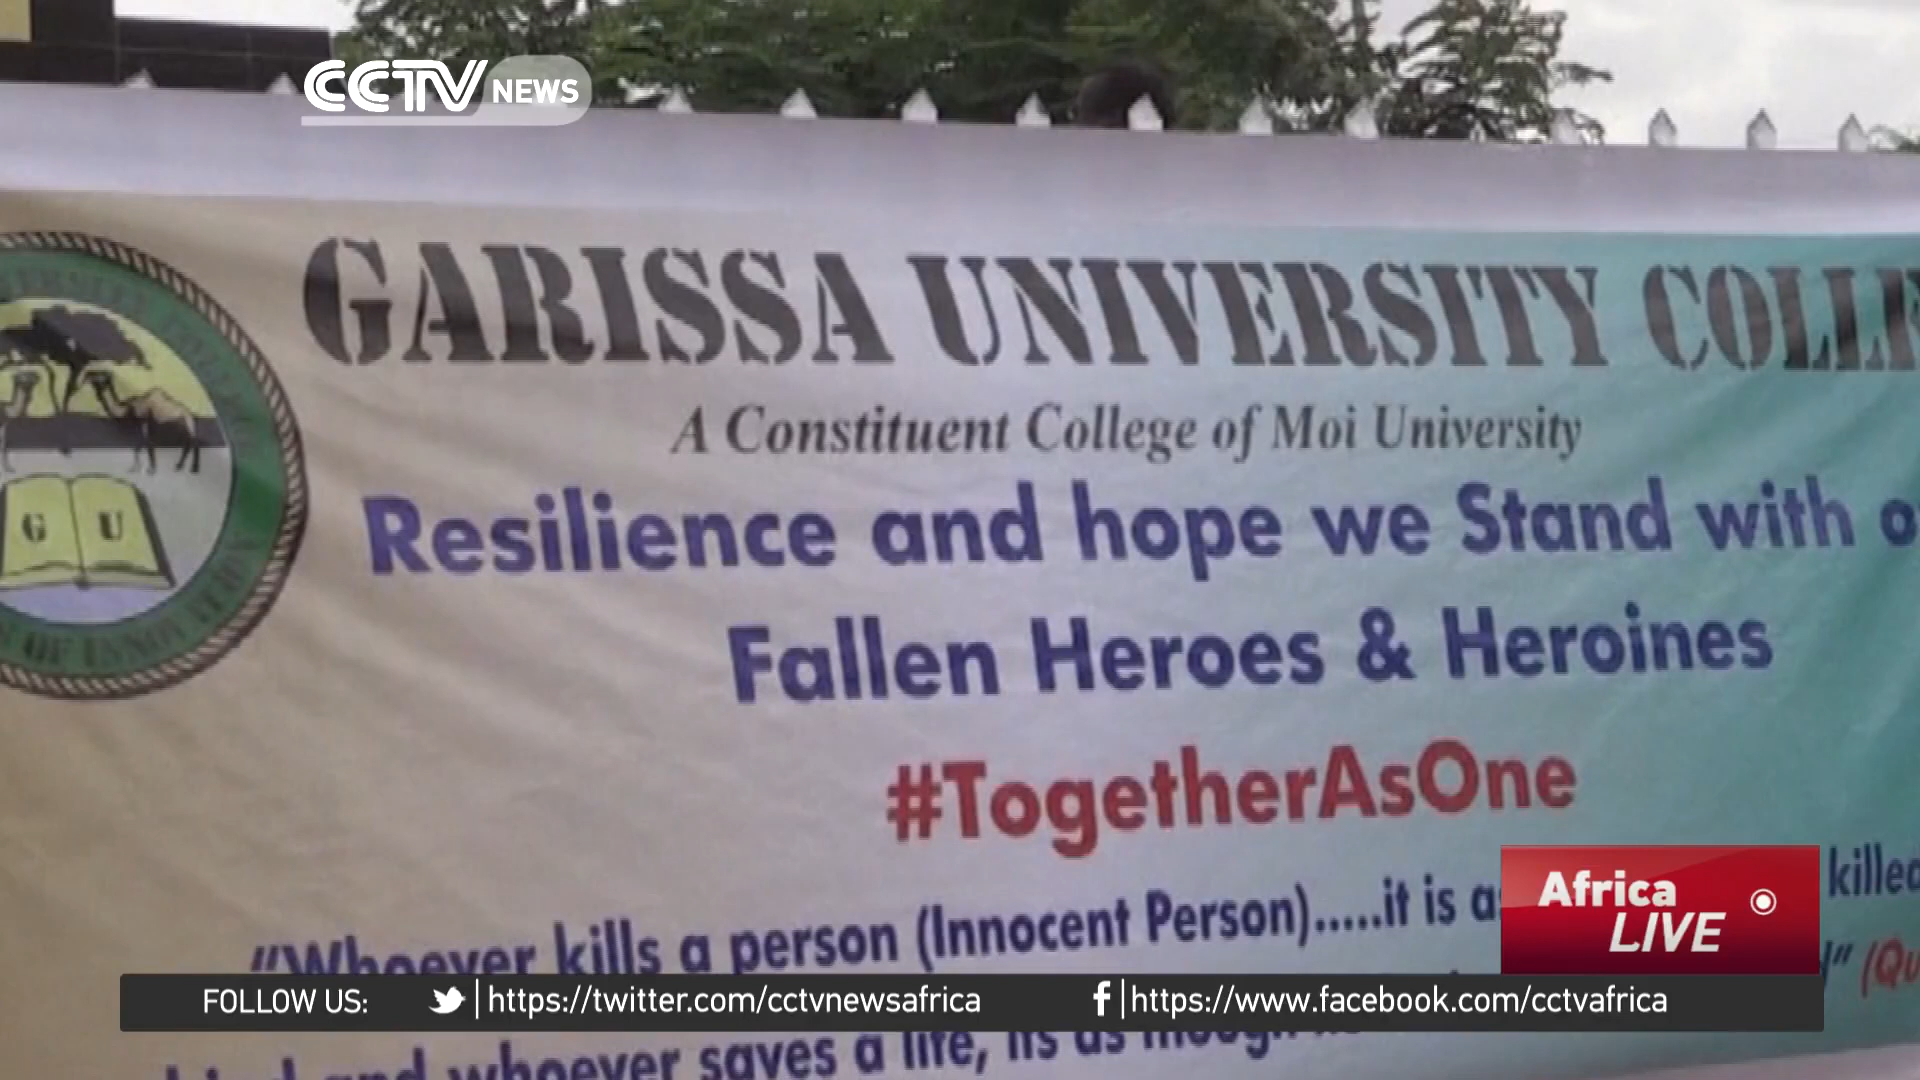 CCTV NEWS
GARISSA UNIVERSITY
A Constituent College of Moi University
Resilience and hope we Stand with
Fallen Heroes & Heroines
#TogetherAsOne
G U
"Whoever kills a person (Innocent Person).....it is killed
Africa
LIVE
FOLLOW US: https://twitter.com/cctvnewsafrica https://www.facebook.com/cctvafrica
and whoever saves a life, its as